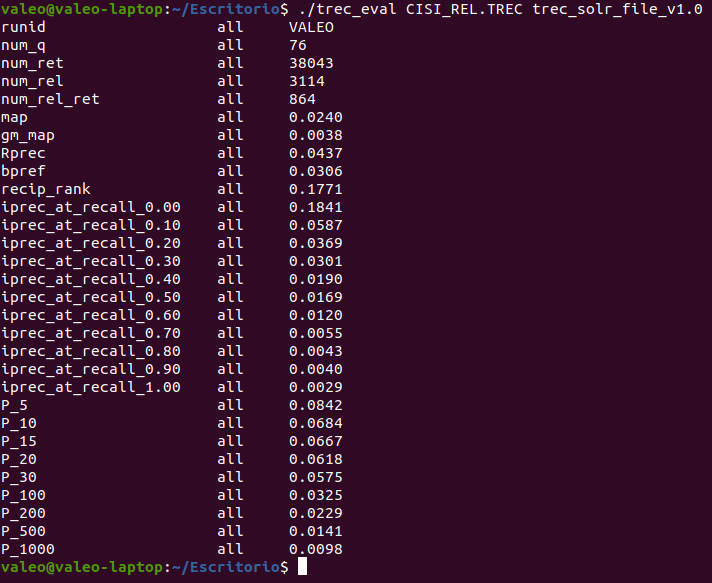 valeo@valeo-laptop:~/Escritorio$ ./trec_eval CISI_REL.TREC trec_solr_file_v1.0
runid all VALEO
num_q all 76
num_ret all 38043
num_rel all 3114
num_rel_ret all 864
map all 0.0240
gm_map all 0.0038
Rprec all 0.0437
bpref all 0.0306
recip_rank all 0.1771
iprec_at_recall_0.00 all 0.1841
iprec_at_recall_0.10 all 0.0587
iprec_at_recall_0.20 all 0.0369
iprec_at_recall_0.30 all 0.0301
iprec_at_recall_0.40 all 0.0190
iprec_at_recall_0.50 all 0.0169
iprec_at_recall_0.60 all 0.0120
iprec_at_recall_0.70 all 0.0055
iprec_at_recall_0.80 all 0.0043
iprec_at_recall_0.90 all 0.0040
iprec_at_recall_1.00 all 0.0029
P_5 all 0.0842
P_10 all 0.0684
P_15 all 0.0667
P_20 all 0.0618
P_30 all 0.0575
P_100 all 0.0325
P_200 all 0.0229
P_500 all 0.0141
P_1000 all 0.0098
valeo@valeo-laptop:~/Escritorio$